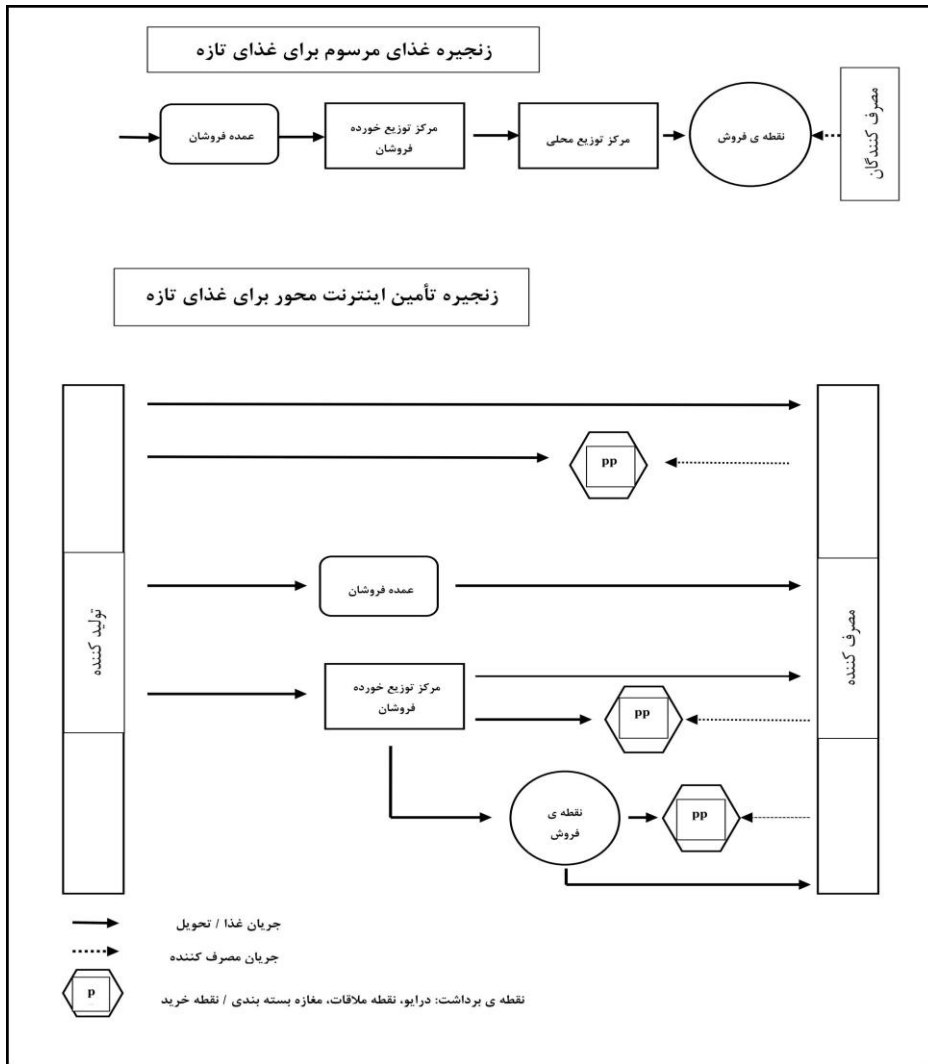 زنجیره غذای مرسوم برای غذای تازه
عمده فروشان
مرکز توزیع خورده
فروشان
مرکز توزیع محلی
نقطه ی فروش
مصرف کنندگان
زنجیره تأمین اینترنت محور برای غذای تازه
تولید کننده
مصرف کننده
pp
عمده فروشان
مرکز توزیع خورده
فروشان
pp
نقطه ی
فروش
pp
جریان غذا / تحویل
جریان مصرف کننده
p
نقطه ی برداشت: درایو، نقطه ملاقات، مغازه بسته بندی / نقطه خرید